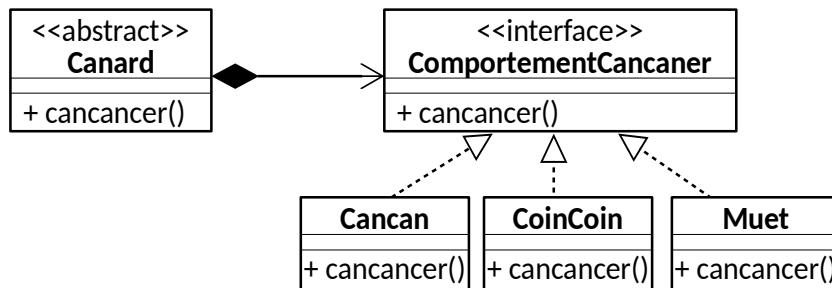 <<abstract>>
Canard
+ cancancer()
<<interface>>
ComportementCancaner
+ cancancer()
Cancan
+ cancancer()
CoinCoin
+ cancancer()
Muet
+ cancancer()